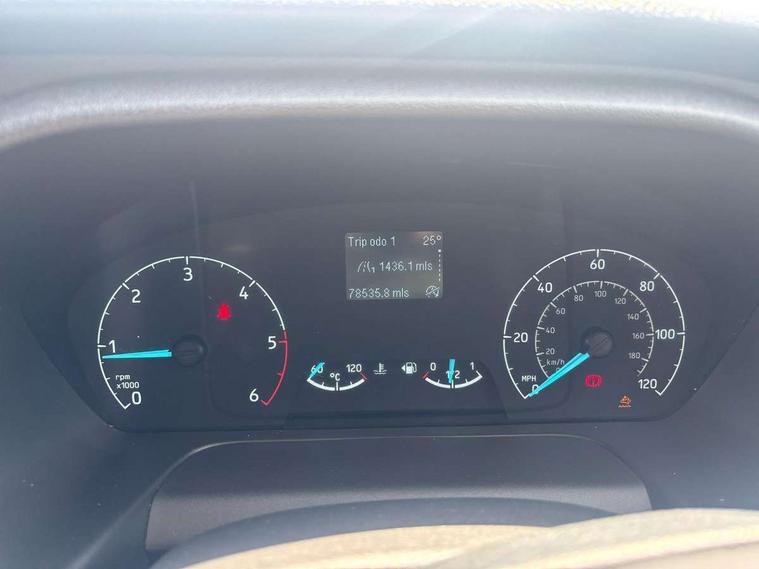 Trip odo 1 25°
1436.1 mls
78535.8 mls
0 1 2 3 4 5 6
rpm
x1000
60 120
°C
0 1/2 1
0 20 40 60 80 100 120
MPH
0 20 40 60 80 100 120 140 160 180
km/h